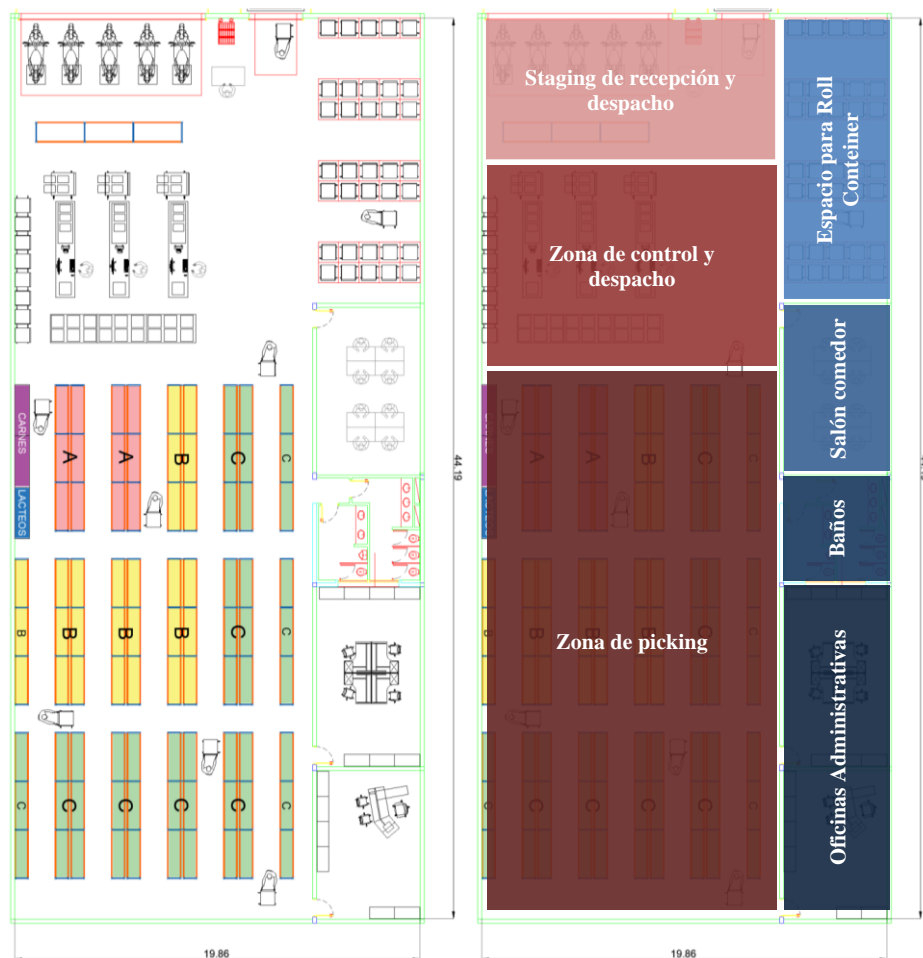 CARNES
LACTEOS
A
A
B
C
C
B
B
B
B
C
C
C
C
C
C
C
C
44.19
19.86
Staging de recepción y
despacho
Espacio para Roll
Conteiner
Zona de control y
despacho
Salón comedor
Baños
Zona de picking
Oficinas Administrativas
19.86